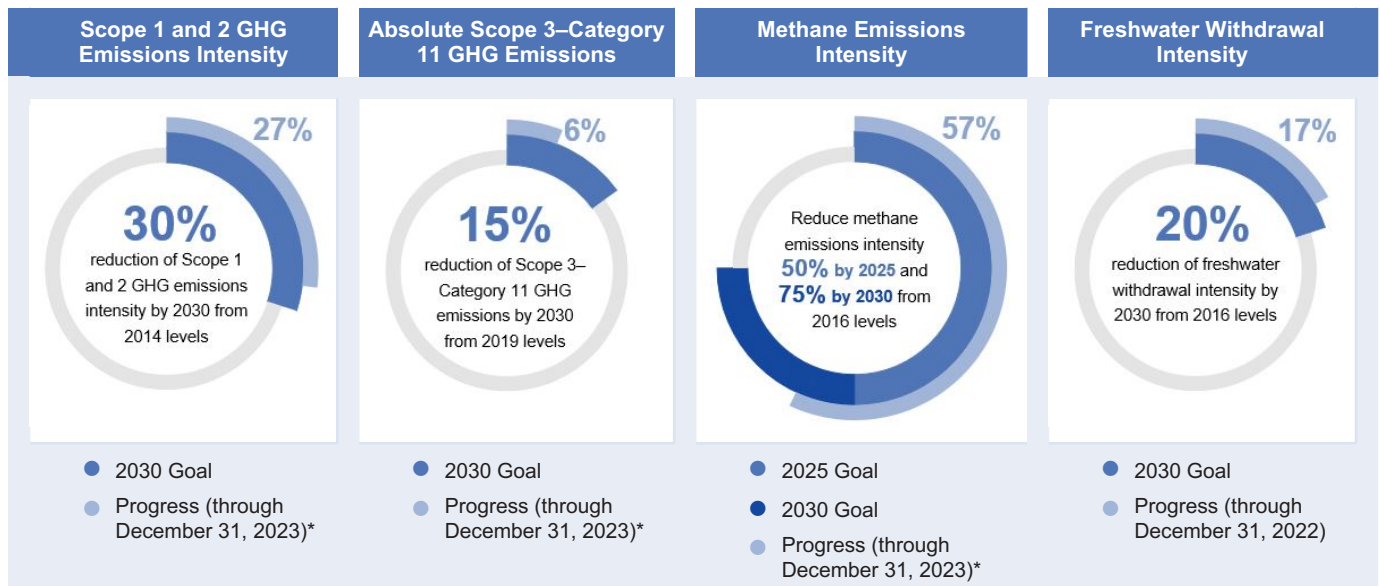 Scope 1 and 2 GHG
Emissions Intensity
27%
30%
reduction of Scope 1
and 2 GHG emissions
intensity by 2030 from
2014 levels
2030 Goal
Progress (through
December 31, 2023)*
Absolute Scope 3–Category
11 GHG Emissions
6%
15%
reduction of Scope 3–
Category 11 GHG
emissions by 2030
from 2019 levels
2030 Goal
Progress (through
December 31, 2023)*
Methane Emissions
Intensity
57%
Reduce methane
emissions intensity
50% by 2025 and
75% by 2030 from
2016 levels
2025 Goal
2030 Goal
Progress (through
December 31, 2023)*
Freshwater Withdrawal
Intensity
17%
20%
reduction of freshwater
withdrawal intensity by
2030 from 2016 levels
2030 Goal
Progress (through
December 31, 2022)